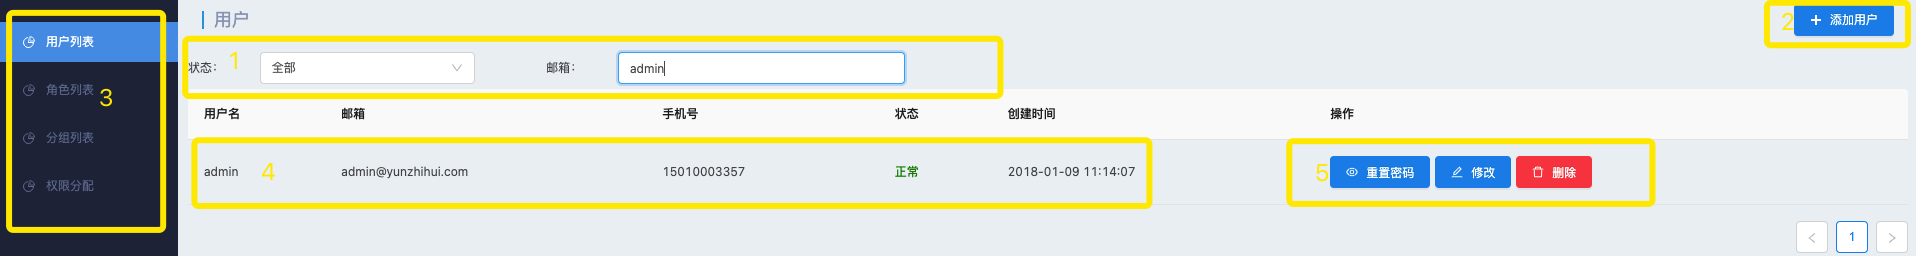 用户列表
角色列表
3
分组列表
权限分配
用户
2
添加用户
状态：
1
全部
邮箱：
admin
用户名 邮箱 手机号 状态 创建时间 操作
admin 4 admin@yunzhihui.com 15010003357 正常 2018-01-09 11:14:07 5 重置密码 修改 删除
< 1 >